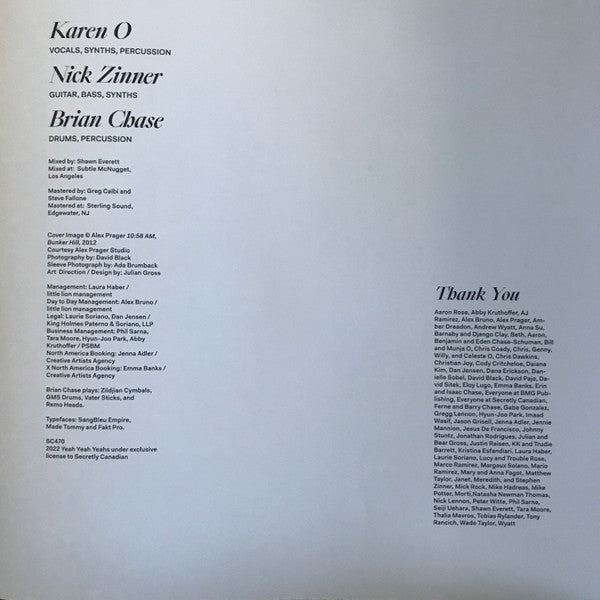 Karen O
VOCALS, SYNTHS, PERCUSSION
Nick Zinner
GUITAR, BASS, SYNTHS
Brian Chase
DRUMS, PERCUSSION
Mixed by: Shawn Everett
Mixed at: Subtle McNugget,
Los Angeles
Mastered by: Greg Calbi and
Steve Fallone
Mastered at: Sterling Sound,
Edgewater, NJ
Cover Image © Alex Prager 10:58 AM,
Bunker Hill, 2012
Courtesy Alex Prager Studio
Photography by: David Black
Sleeve Photograph by: Ada Brumback
Art Direction / Design by: Julian Gross
Management: Laura Haber /
little lion management
Day to Day Management: Alex Bruno /
little lion management
Legal: Laurie Soriano, Dan Jensen /
King Holmes Paterno & Soriano, LLP
Business Management: Phil Sarna,
Tara Moore, Hyun-Joo Park, Abby
Kruthoffer / PSBM
North America Booking: Jenna Adler /
Creative Artists Agency
X North America Booking: Emma Banks /
Creative Artists Agency
Brian Chase plays: Zildjian Cymbals,
GMS Drums, Vater Sticks, and
Remo Heads.
Typefaces: SangBleu Empire,
Made Tommy and Fakt Pro.
SC470
2022 Yeah Yeah Yeahs under exclusive
license to Secretly Canadian
Thank You
Aaron Rose, Abby Kruthoffer, AJ
Ramirez, Alex Bruno, Alex Prager, Am-
ber Dreadon, Andrew Wyatt, Anna Su,
Barnaby and Django Clay, Beth, Aaron,
Benjamin and Eden Chase-Schuman, Bill
and Munja O, Chris Coady, Chris, Genny,
Willy, and Celeste O, Chris Dawkins,
Christian Joy, Cody Critcheloe, Daiana
Kim, Dan Jensen, Dana Erickson, Dan-
ielle Sobel, David Black, David Pajo, Da-
vid Sitek, Eloy Lugo, Emma Banks, Erin
and Isaac Chase, Everyone at BMG Pub-
lishing, Everyone at Secretly Canadian,
Ferne and Barry Chase, Gabe Gonzalez,
Gregg Lennon, Hyun-Joo Park, Imaad
Wasif, Jason Grisell, Jenna Adler, Jennie
Mannion, Jesus De Francisco, Johnny
Stuntz, Jonathan Rodrigues, Julian and
Bear Gross, Justin Raisen, KK and Trudie
Barrett, Kristina Esfandiari, Laura Haber,
Laurie Soriano, Lucy and Trouble Rose,
Marco Ramirez, Margaux Solano, Mario
Ramirez, Mary and Anna Fagot, Matthew
Taylor, Janet, Meredith, and Stephen
Zinner, Mick Rock, Mike Hadreas, Mike
Potter, Morti,Natasha Newman Thomas,
Nick Lennon, Peter Witte, Phil Sarna,
Seiji Uehara, Shawn Everett, Tara Moore,
Thalia Mavros, Tobias Rylander, Tony
Rancich, Wade Taylor, Wyatt